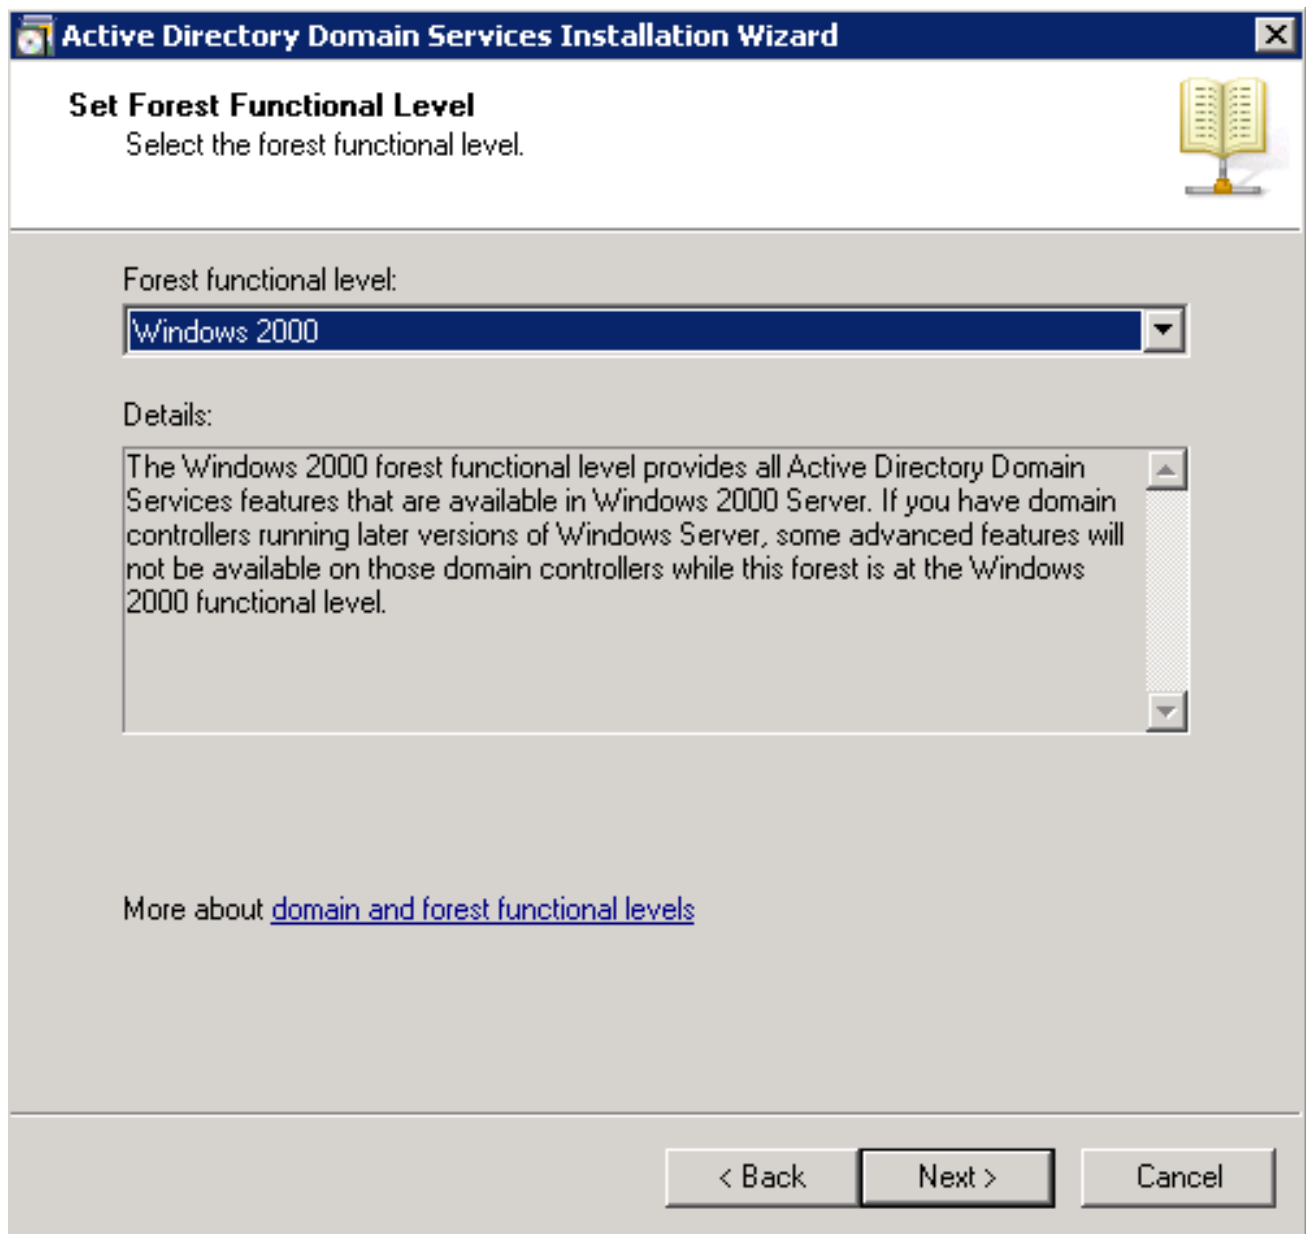 Active Directory Domain Services Installation Wizard
Set Forest Functional Level
Select the forest functional level.
Forest functional level:
Windows 2000
Details:
The Windows 2000 forest functional level provides all Active Directory Domain
Services features that are available in Windows 2000 Server. If you have domain
controllers running later versions of Windows Server, some advanced features will
not be available on those domain controllers while this forest is at the Windows
2000 functional level.
More about domain and forest functional levels
< Back
Next >
Cancel